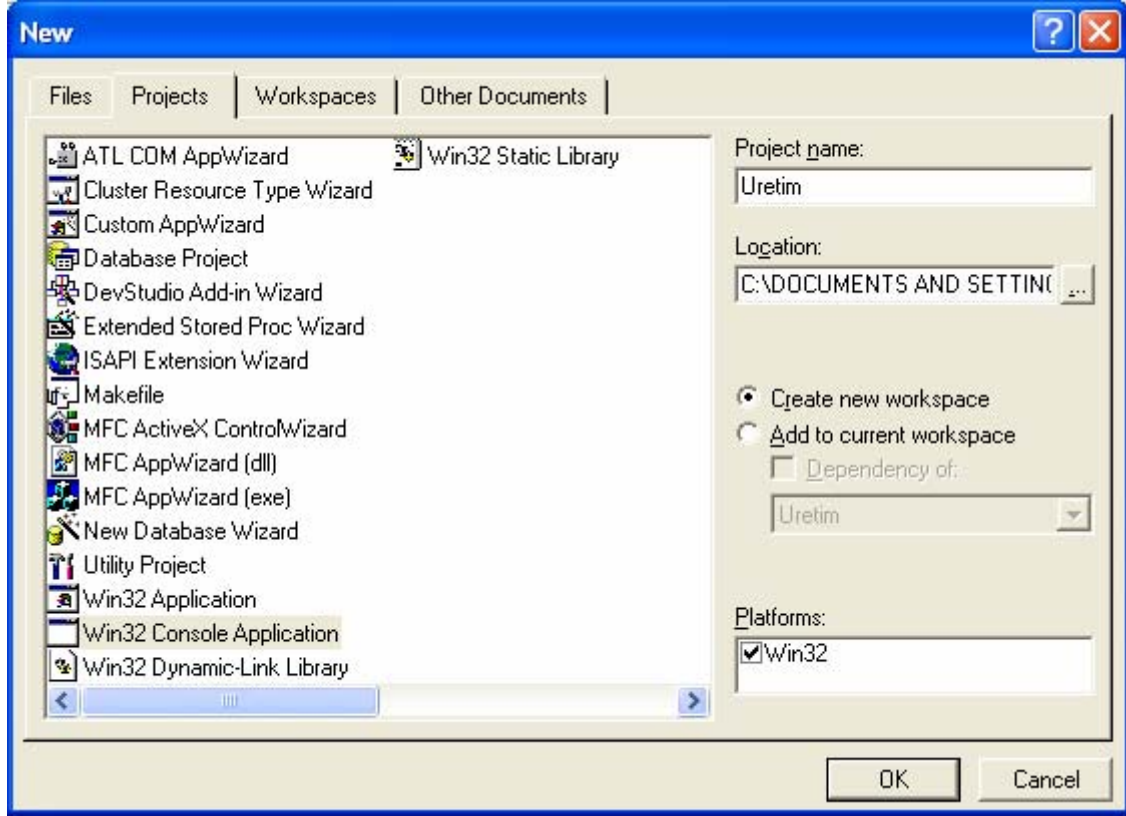 New
Files
Projects
Workspaces
Other Documents
ATL COM AppWizard
Cluster Resource Type Wizard
Custom AppWizard
Database Project
DevStudio Add-in Wizard
Extended Stored Proc Wizard
ISAPI Extension Wizard
Makefile
MFC ActiveX ControlWizard
MFC AppWizard (dll)
MFC AppWizard (exe)
New Database Wizard
Utility Project
Win32 Application
Win32 Console Application
Win32 Dynamic-Link Library
Win32 Static Library
Project name:
Uretim
Location:
C:\DOCUMENTS AND SETTING
...
Create new workspace
Add to current workspace
Dependency of:
Uretim
Platforms:
Win32
OK
Cancel